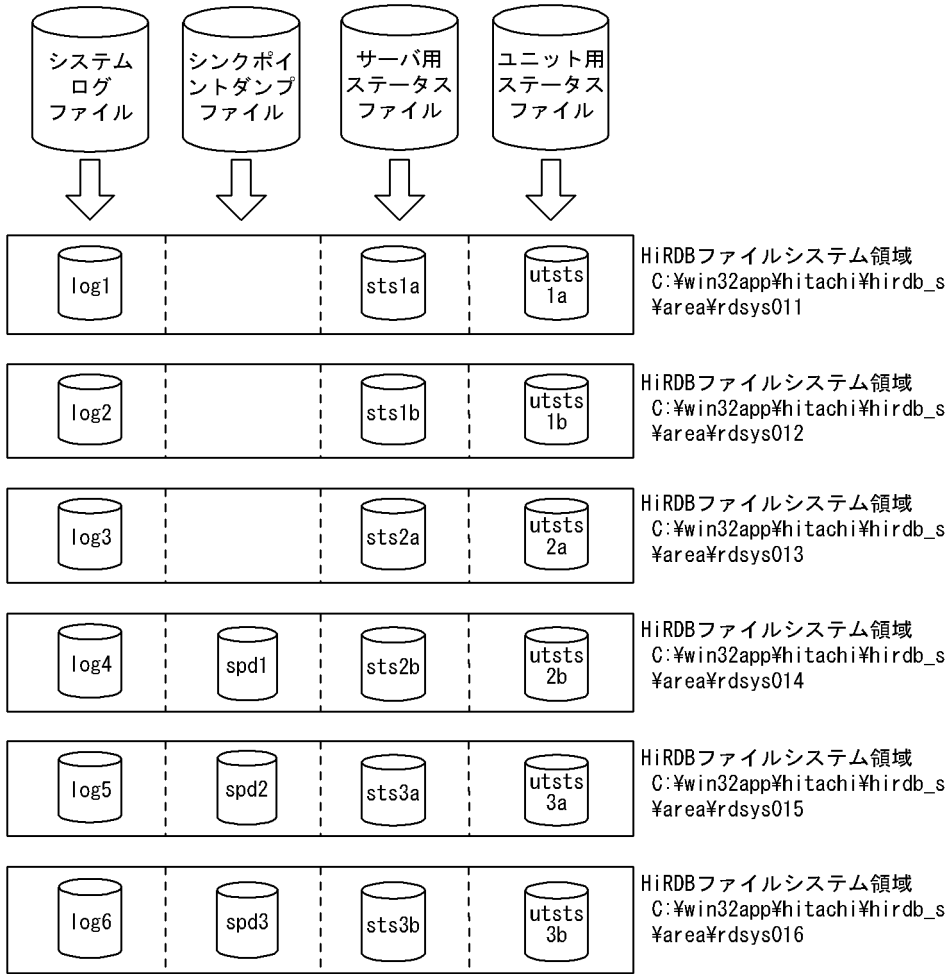 システム
ログ
ファイル
シンクポイ
ントダンプ
ファイル
サーバ用
ステータス
ファイル
ユニット用
ステータス
ファイル
log1
sts1a
utsts
1a
HiRDBファイルシステム領域
C:¥win32app¥hitachi¥hirdb_s
¥area¥rdsys011
log2
sts1b
utsts
1b
HiRDBファイルシステム領域
C:¥win32app¥hitachi¥hirdb_s
¥area¥rdsys012
log3
sts2a
utsts
2a
HiRDBファイルシステム領域
C:¥win32app¥hitachi¥hirdb_s
¥area¥rdsys013
log4
spd1
sts2b
utsts
2b
HiRDBファイルシステム領域
C:¥win32app¥hitachi¥hirdb_s
¥area¥rdsys014
log5
spd2
sts3a
utsts
3a
HiRDBファイルシステム領域
C:¥win32app¥hitachi¥hirdb_s
¥area¥rdsys015
log6
spd3
sts3b
utsts
3b
HiRDBファイルシステム領域
C:¥win32app¥hitachi¥hirdb_s
¥area¥rdsys016